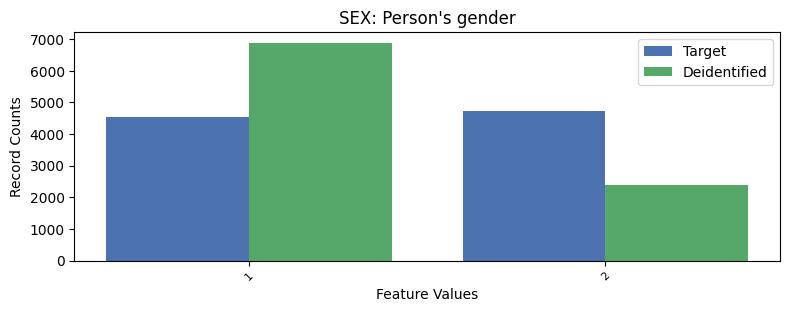 SEX: Person's gender
Record Counts
7000
6000
5000
4000
3000
2000
1000
0
Target
Deidentified
1
2
Feature Values